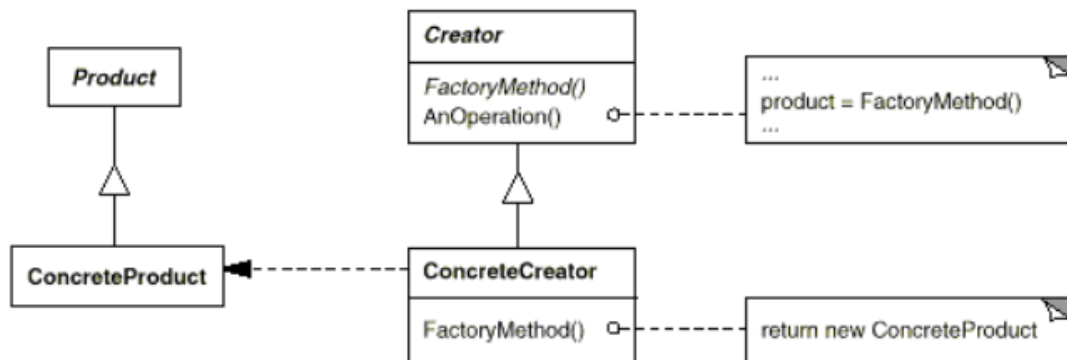 Product
ConcreteProduct
Creator
FactoryMethod()
AnOperation()
...
product = FactoryMethod()
...
ConcreteCreator
FactoryMethod()
return new ConcreteProduct